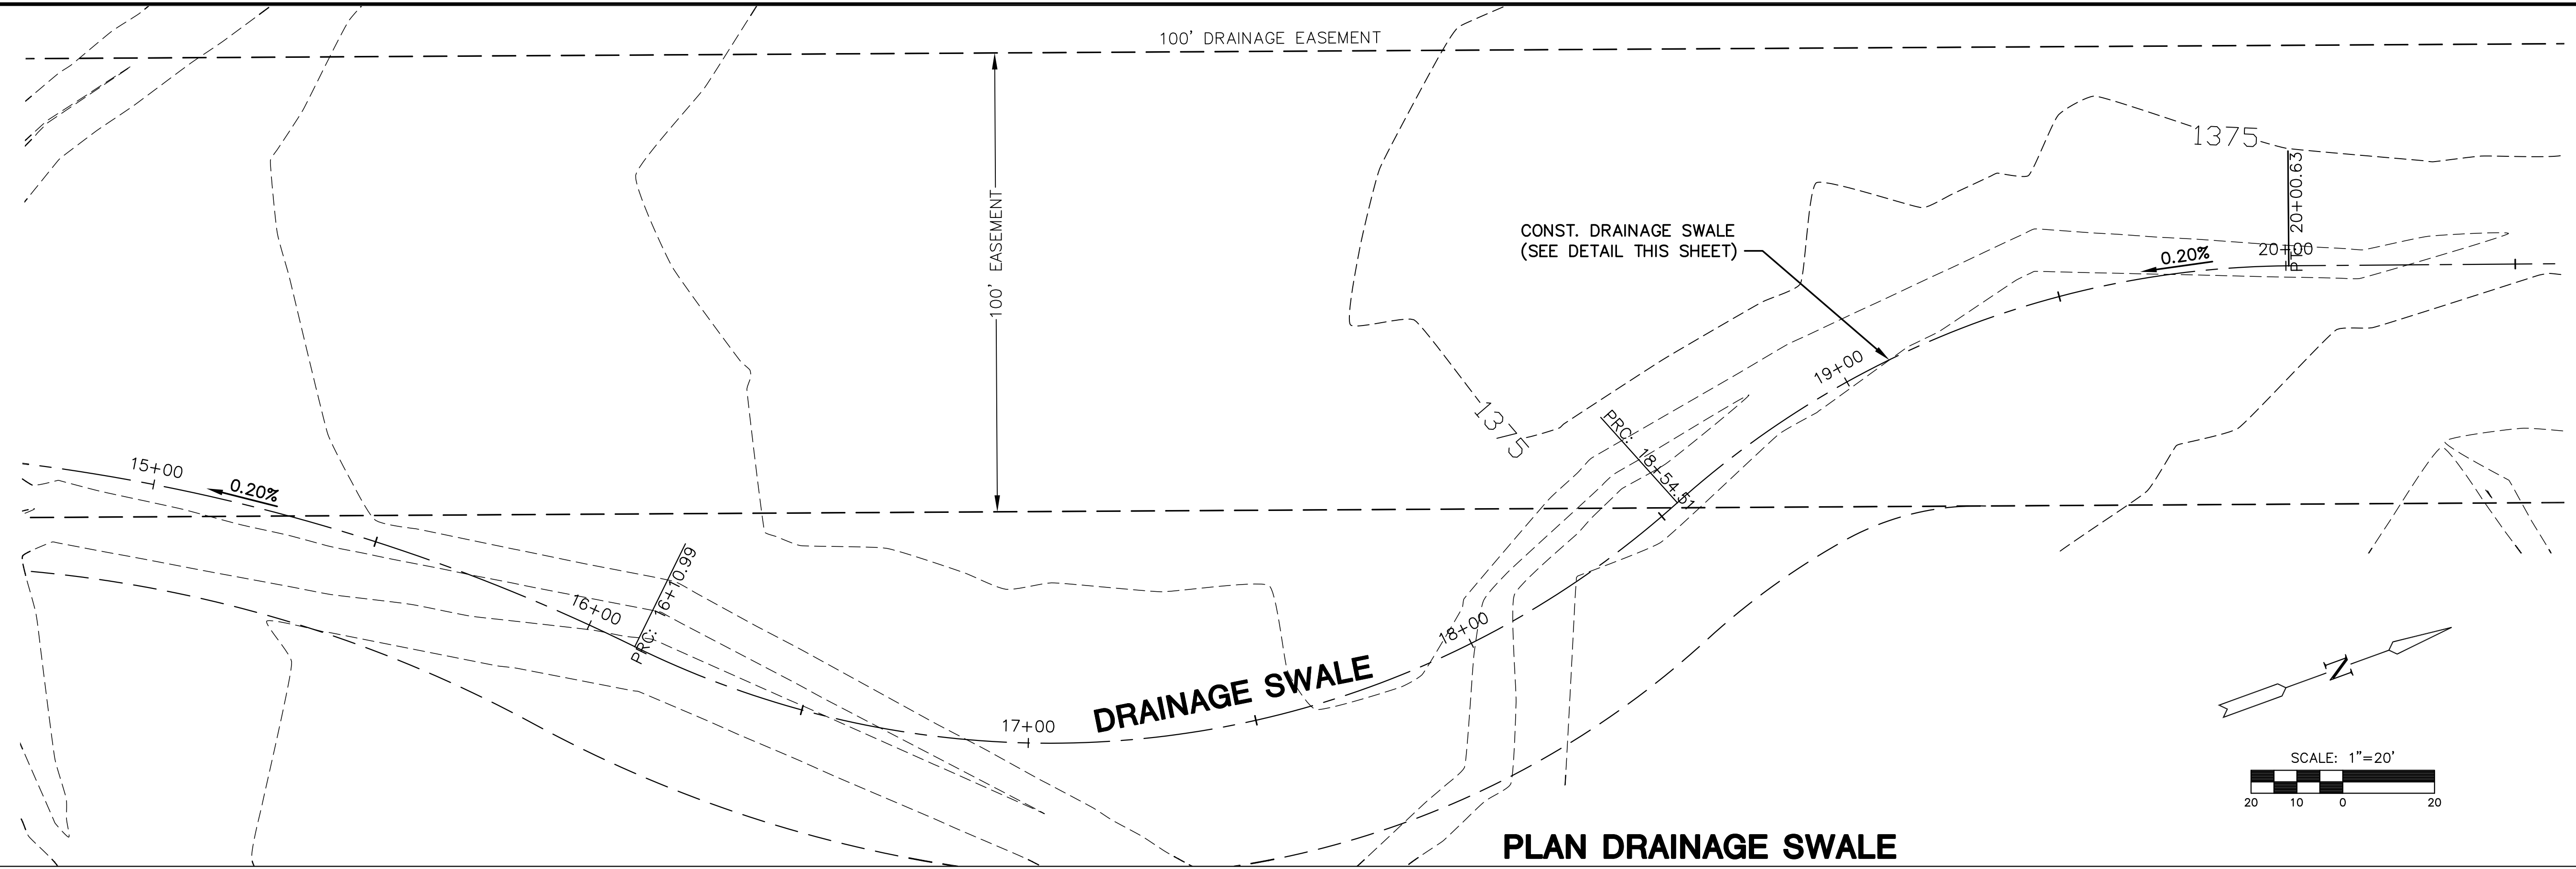 100' DRAINAGE EASEMENT
1375
PT: 20+00.63
100' EASEMENT
CONST. DRAINAGE SWALE
(SEE DETAIL THIS SHEET)
0.20%
20+00
19+00
1375
PRC: 18+54.51
15+00
0.20%
PRC: 16+10.99
16+00
18+00
DRAINAGE SWALE
17+00
N
SCALE: 1"=20'
20 10 0 20
PLAN DRAINAGE SWALE